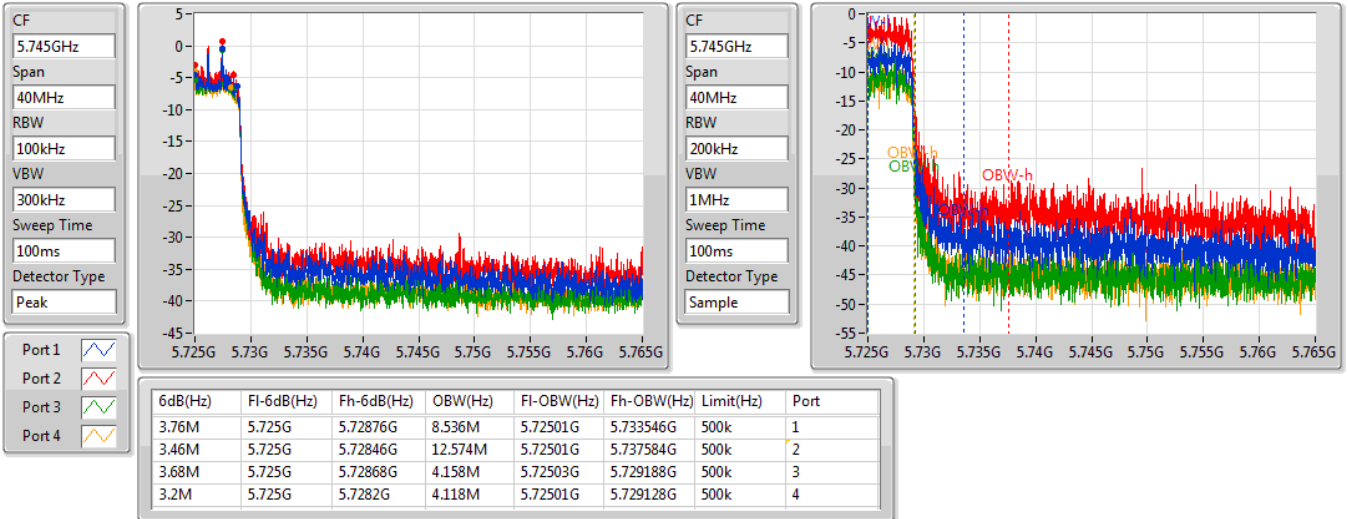 CF
5.745GHz
Span
40MHz
RBW
100kHz
VBW
300kHz
Sweep Time
100ms
Detector Type
Peak
5
0
-5
-10
-15
-20
-25
-30
-35
-40
-45
5.725G 5.73G 5.735G 5.74G 5.745G 5.75G 5.755G 5.76G 5.765G
CF
5.745GHz
Span
40MHz
RBW
200kHz
VBW
1MHz
Sweep Time
100ms
Detector Type
Sample
0
-5
-10
-15
-20
-25
-30
-35
-40
-45
-50
-55
OBW-h
OBW-h
OBW-h
OBW-h
5.725G 5.73G 5.735G 5.74G 5.745G 5.75G 5.755G 5.76G 5.765G
Port 1
Port 2
Port 3
Port 4
6dB(Hz) Fl-6dB(Hz) Fh-6dB(Hz) OBW(Hz) Fl-OBW(Hz) Fh-OBW(Hz) Limit(Hz) Port
3.76M 5.725G 5.72876G 8.536M 5.72501G 5.733546G 500k 1
3.46M 5.725G 5.72846G 12.574M 5.72501G 5.737584G 500k 2
3.68M 5.725G 5.72868G 4.158M 5.72503G 5.729188G 500k 3
3.2M 5.725G 5.7282G 4.118M 5.72501G 5.729128G 500k 4